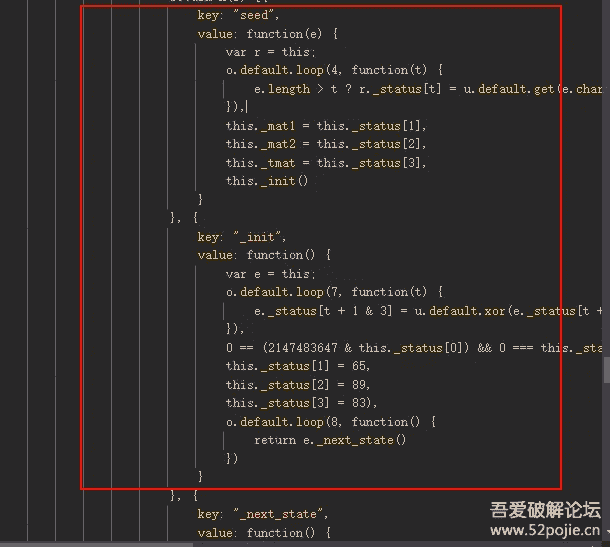 key: "seed",
value: function(e) {
var r = this;
o.default.loop(4, function(t) {
e.length > t ? r._status[t] = u.default.get(e.char
}),
this._mat1 = this._status[1],
this._mat2 = this._status[2],
this._tmat = this._status[3],
this._init()
}
}, {
key: "_init",
value: function() {
var e = this;
o.default.loop(7, function(t) {
e._status[t + 1 & 3] = u.default.xor(e._status[t +
}),
0 == (2147483647 & this._status[0]) && 0 === this._sta
this._status[1] = 65,
this._status[2] = 89,
this._status[3] = 83),
o.default.loop(8, function() {
return e._next_state()
})
}
}, {
key: "_next_state",
value: function() {
吾爱破解论坛
www.52pojie.cn